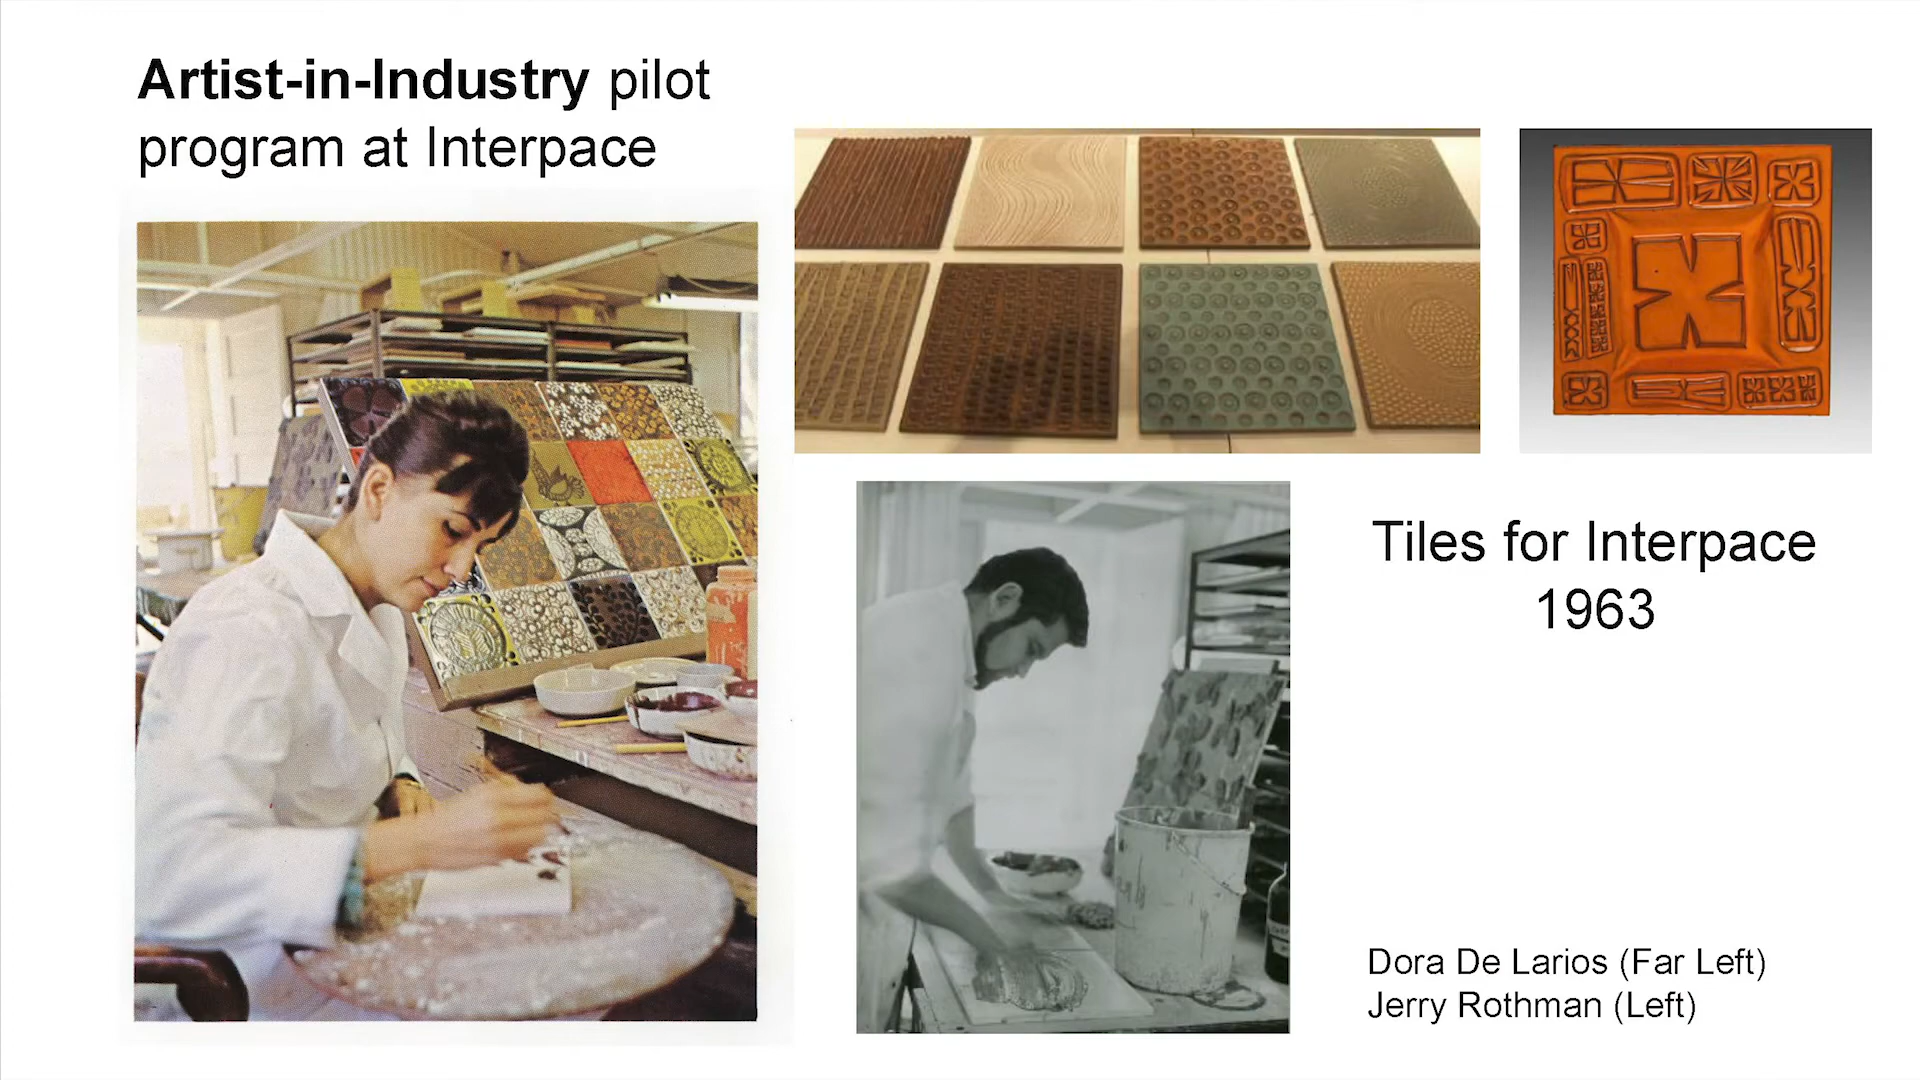 Artist-in-Industry pilot
program at Interpace
Tiles for Interpace
1963
Dora De Larios (Far Left)
Jerry Rothman (Left)